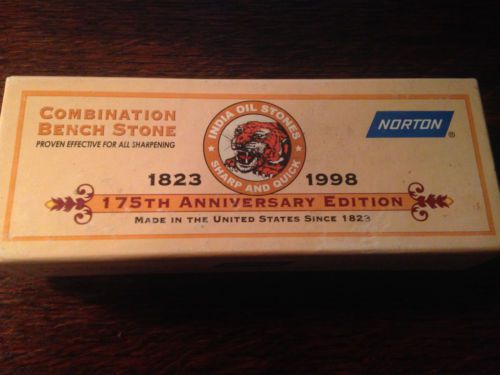 COMBINATION
BENCH STONE
PROVEN EFFECTIVE FOR ALL SHARPENING
INDIA OIL STONES
SHARP AND QUICK
NORTON ®
1823 1998
175TH ANNIVERSARY EDITION
MADE IN THE UNITED STATES SINCE 1823